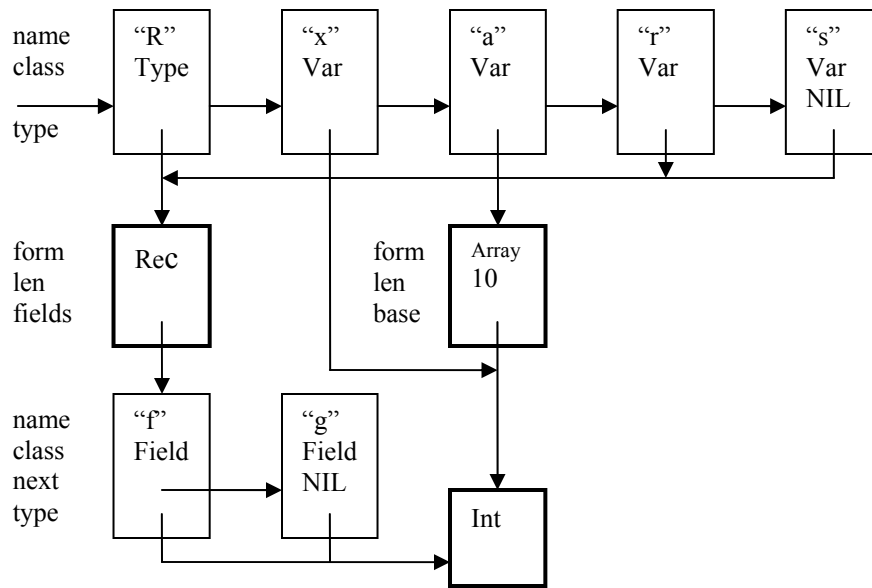 name
class
type
“R”
Type
“x”
Var
“a”
Var
“r”
Var
“s”
Var
NIL
form
len
fields
Rec
form
len
base
Array
10
name
class
next
type
“f”
Field
“g”
Field
NIL
Int